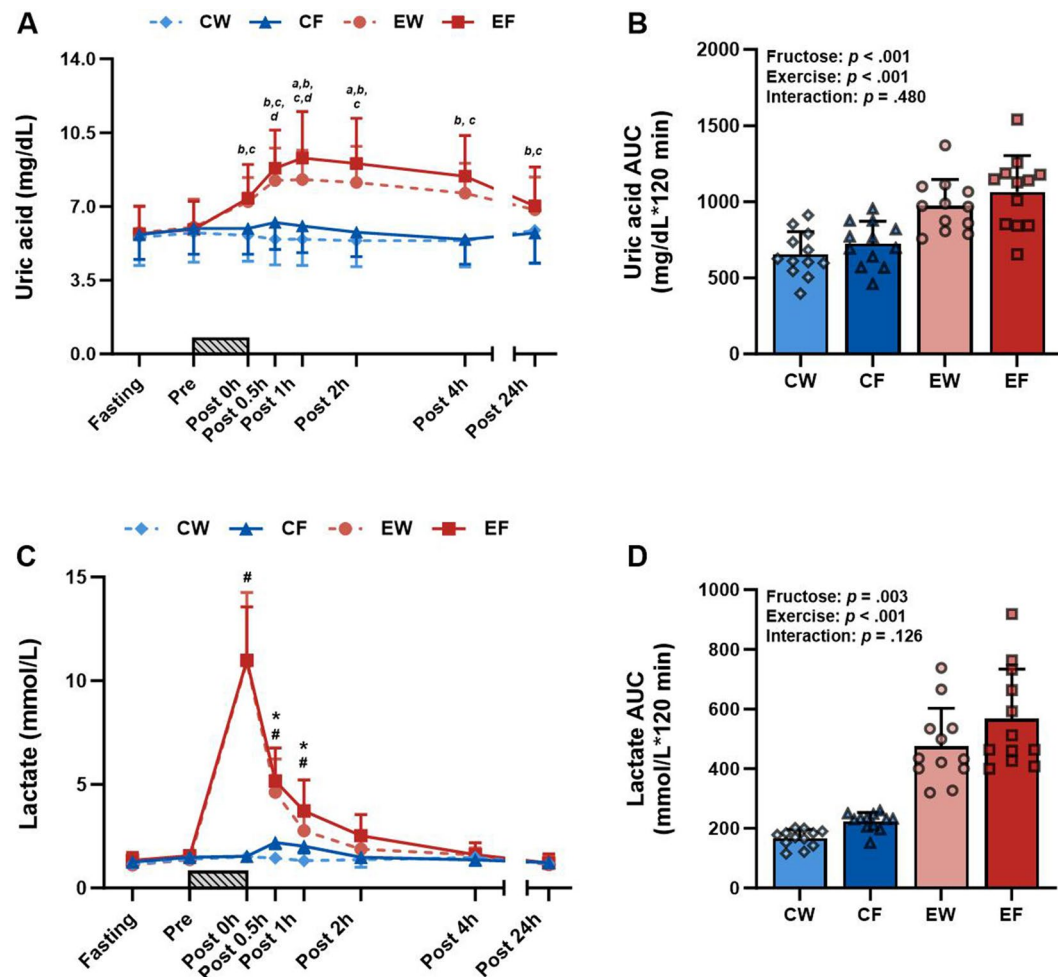 A
CW CF EW EF
Uric acid (mg/dL)
14.0
10.5
7.0
3.5
0.0
b,c
b,c,
d
a,b,
c,d
a,b,
c
b, c
b,c
Fasting
Pre
Post 0h
Post 0.5h
Post 1h
Post 2h
Post 4h
Post 24h
B
Uric acid AUC
(mg/dL*120 min)
2000
1500
1000
500
0
Fructose: p < .001
Exercise: p < .001
Interaction: p = .480
CW CF EW EF
C
CW CF EW EF
Lactate (mmol/L)
15
10
5
0
#
*
#
*
#
Fasting
Pre
Post 0h
Post 0.5h
Post 1h
Post 2h
Post 4h
Post 24h
D
Lactate AUC
(mmol/L*120 min)
1000
800
600
400
200
0
Fructose: p = .003
Exercise: p < .001
Interaction: p = .126
CW CF EW EF